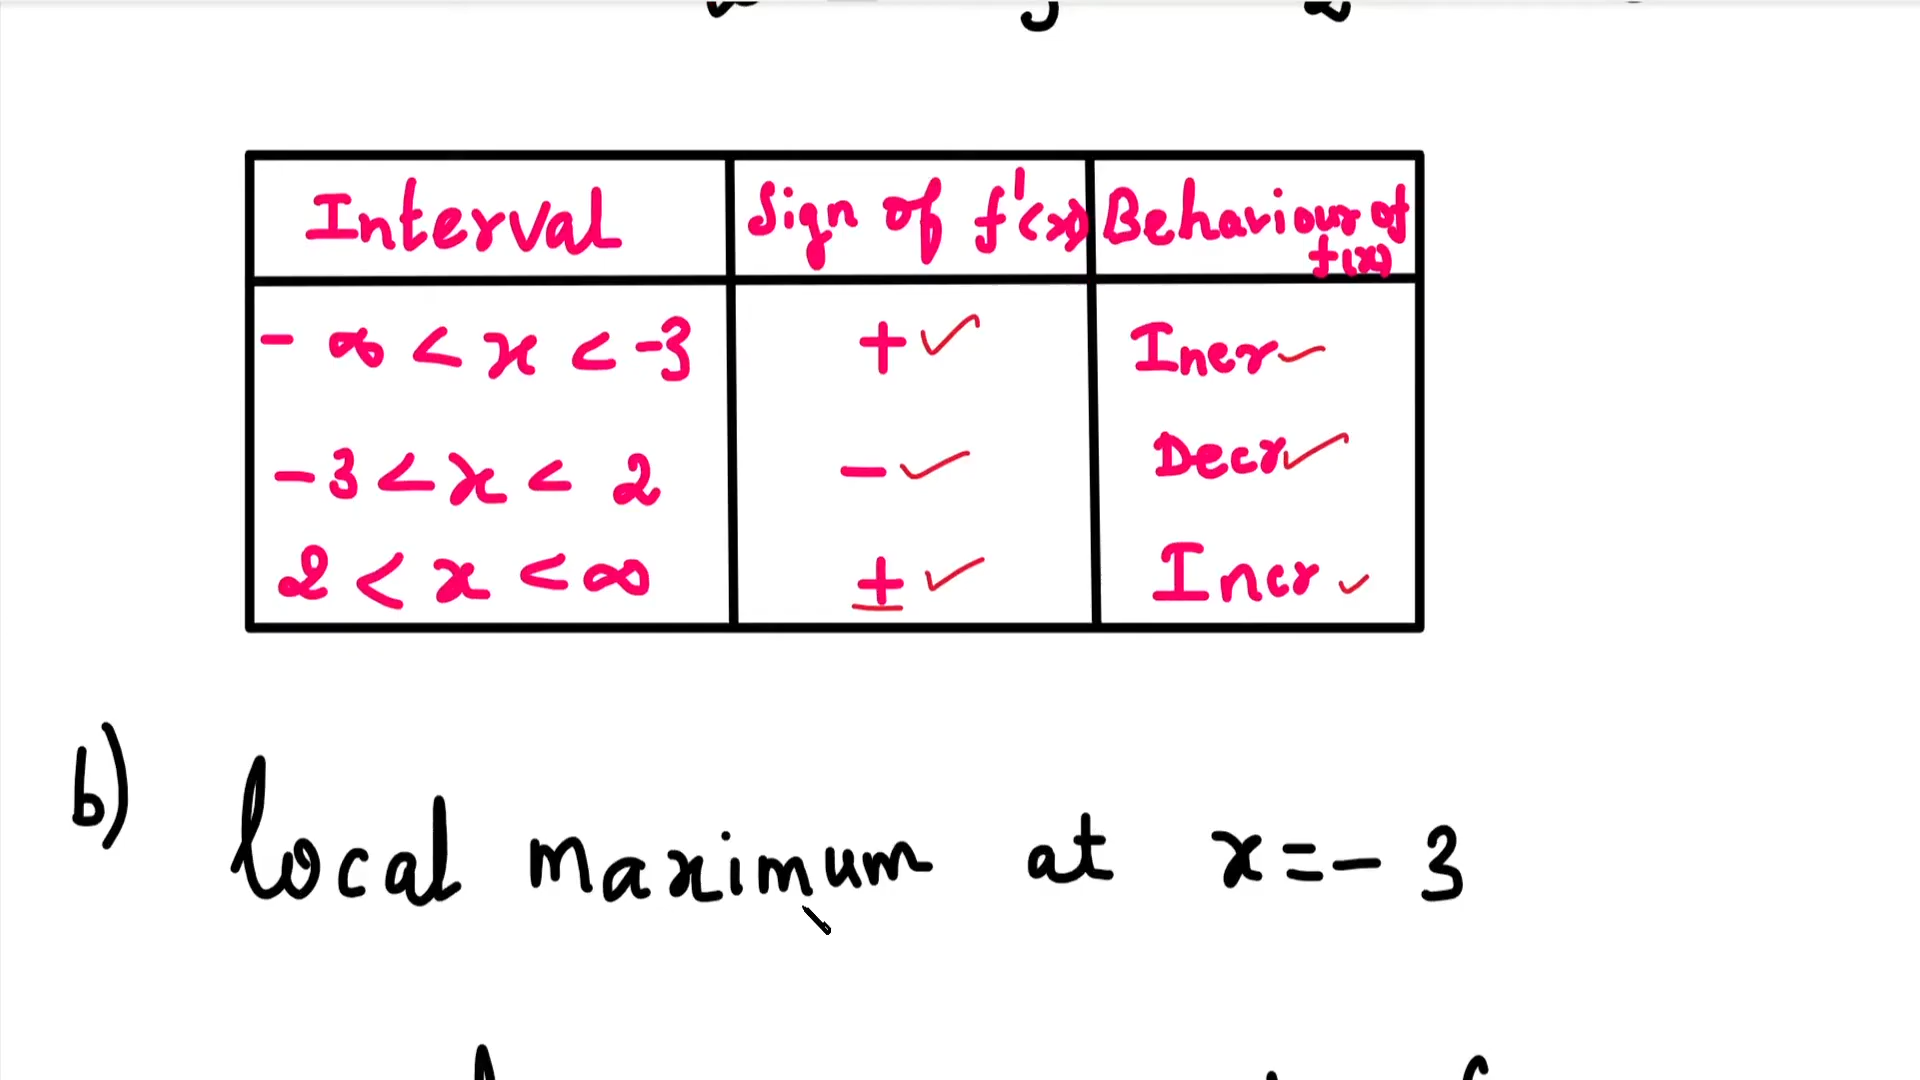 Interval Sign of f'(x) Behaviour of f(x)
- ∞ < x < -3 + ✓ Incr ✓
- 3 < x < 2 - ✓ Decr ✓
2 < x < ∞ + ✓ Incr ✓
b) local maximum at x = - 3